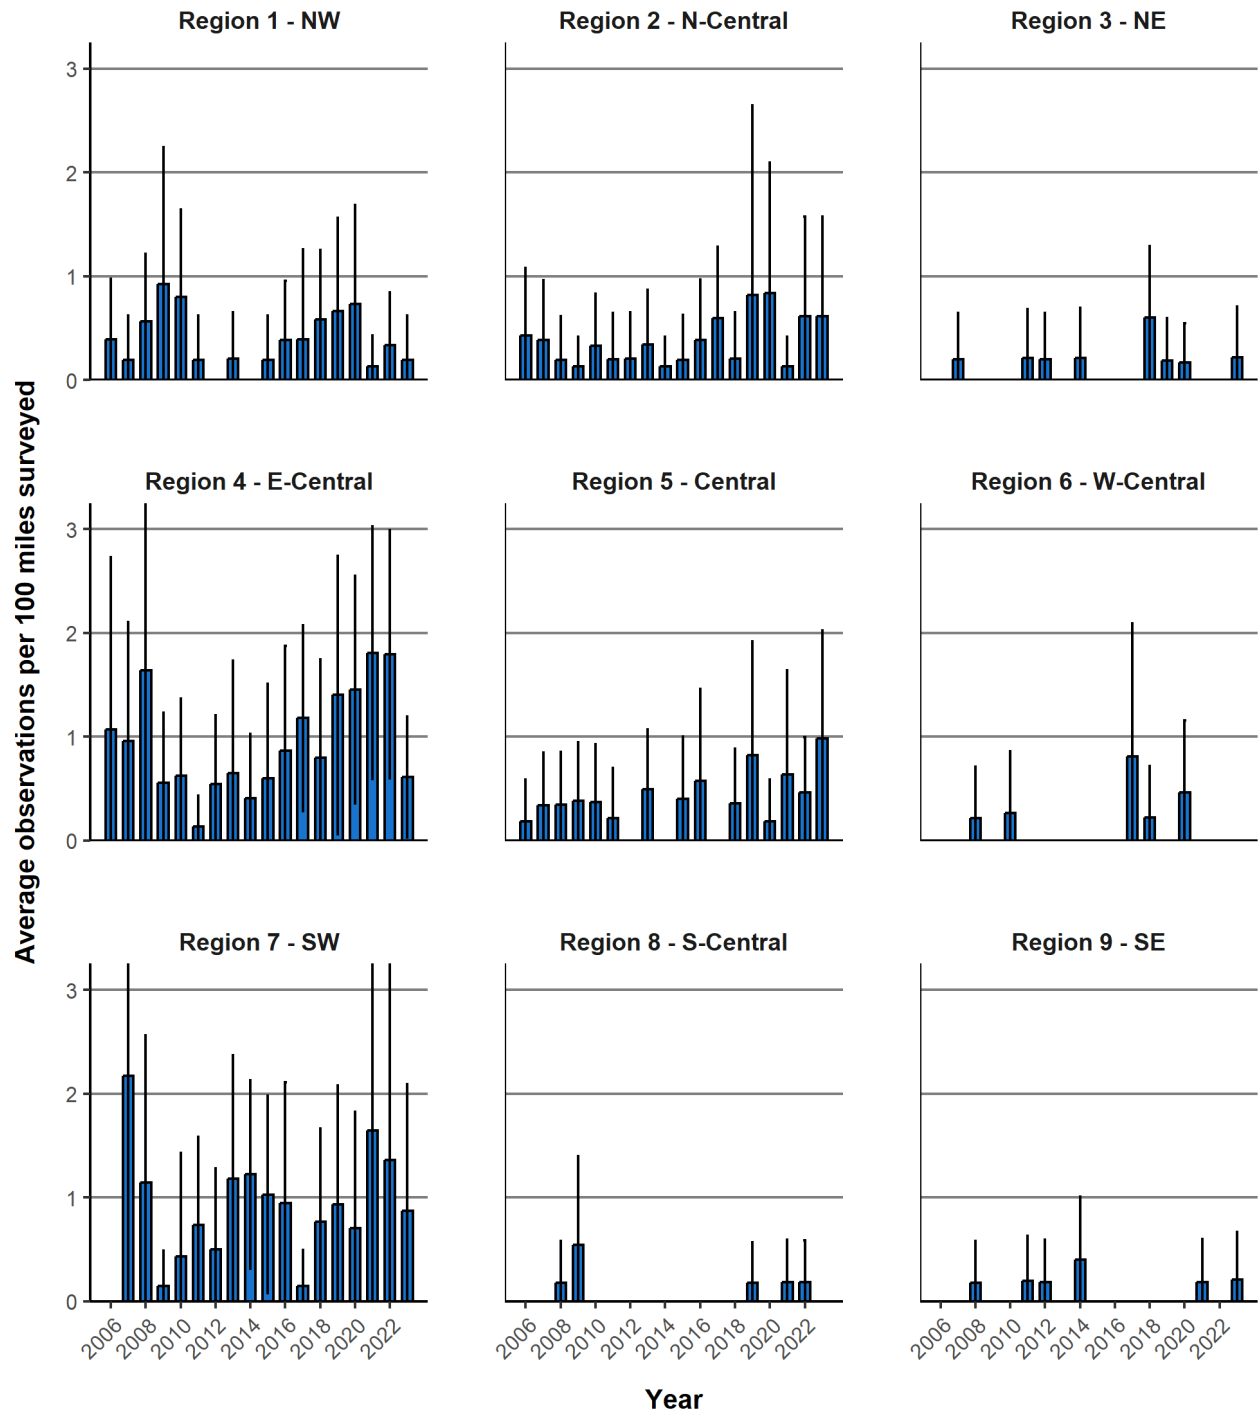 Region 1 - NW
Region 2 - N-Central
Region 3 - NE
3
2
1
0
Region 4 - E-Central
Region 5 - Central
Region 6 - W-Central
3
2
1
0
Average observations per 100 miles surveyed
Region 7 - SW
Region 8 - S-Central
Region 9 - SE
3
2
1
0
2006 2008 2010 2012 2014 2016 2018 2020 2022
2006 2008 2010 2012 2014 2016 2018 2020 2022
2006 2008 2010 2012 2014 2016 2018 2020 2022
Year